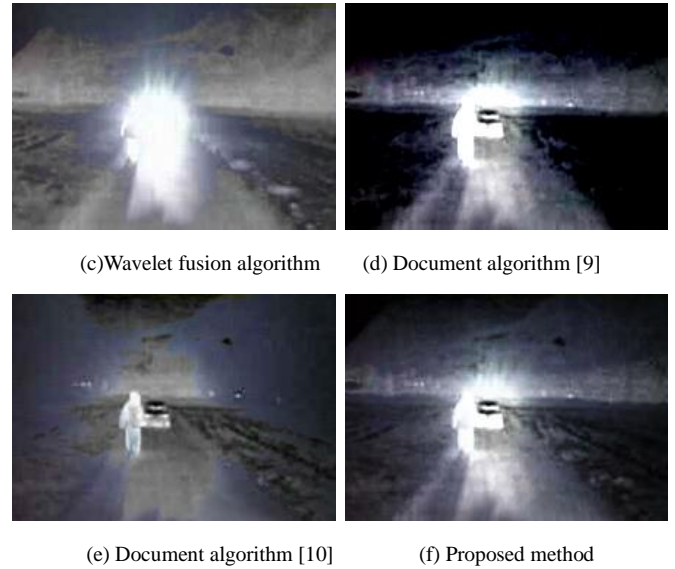 (c)Wavelet fusion algorithm
(d) Document algorithm [9]
(e) Document algorithm [10]
(f) Proposed method